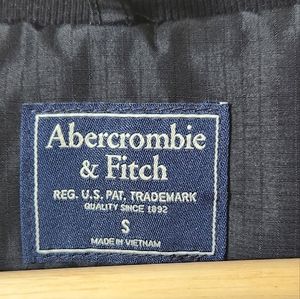 Abercrombie
& Fitch
REG. U.S. PAT. TRADEMARK
QUALITY SINCE 1892
S
MADE IN VIETNAM